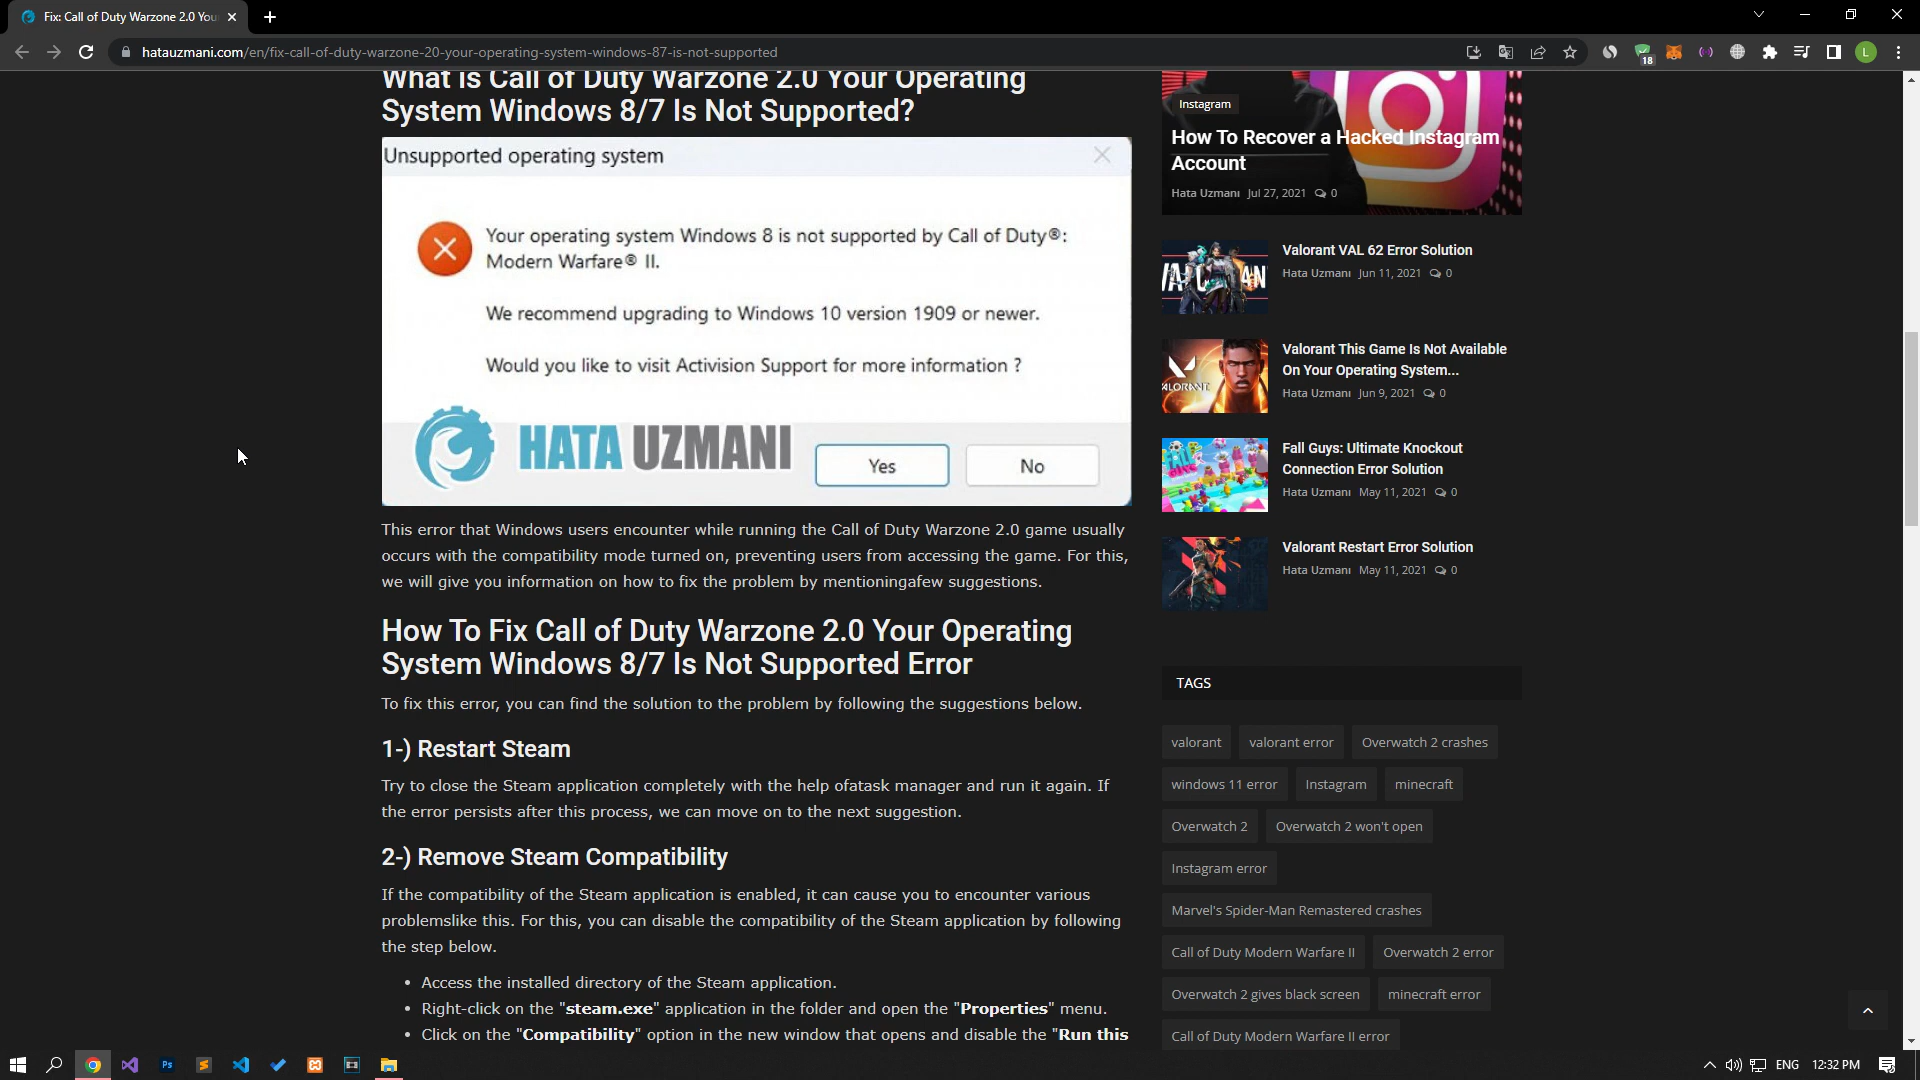 Fix: Call of Duty Warzone 2.0 You
hatauzmani.com/en/fix-call-of-duty-warzone-20-your-operating-system-windows-87-is-not-supported
18
L
What is Call of Duty Warzone 2.0 Your Operating
System Windows 8/7 Is Not Supported?
Unsupported operating system
Your operating system Windows 8 is not supported by Call of Duty®:
Modern Warfare® II.
We recommend upgrading to Windows 10 version 1909 or newer.
Would you like to visit Activision Support for more information ?
HATA UZMANI
Yes
No
This error that Windows users encounter while running the Call of Duty Warzone 2.0 game usually
occurs with the compatibility mode turned on, preventing users from accessing the game. For this,
we will give you information on how to fix the problem by mentioningafew suggestions.
How To Fix Call of Duty Warzone 2.0 Your Operating
System Windows 8/7 Is Not Supported Error
To fix this error, you can find the solution to the problem by following the suggestions below.
1-) Restart Steam
Try to close the Steam application completely with the help ofatask manager and run it again. If
the error persists after this process, we can move on to the next suggestion.
2-) Remove Steam Compatibility
If the compatibility of the Steam application is enabled, it can cause you to encounter various
problemslike this. For this, you can disable the compatibility of the Steam application by following
the step below.
• Access the installed directory of the Steam application.
• Right-click on the "steam.exe" application in the folder and open the "Properties" menu.
• Click on the "Compatibility" option in the new window that opens and disable the "Run this
Instagram
How To Recover a Hacked Instagram
Account
Hata Uzmanı Jul 27, 2021 0
Valorant VAL 62 Error Solution
Hata Uzmanı Jun 11, 2021 0
Valorant This Game Is Not Available
On Your Operating System...
Hata Uzmanı Jun 9, 2021 0
VALORANT
Fall Guys: Ultimate Knockout
Connection Error Solution
Hata Uzmanı May 11, 2021 0
Valorant Restart Error Solution
Hata Uzmanı May 11, 2021 0
TAGS
valorant valorant error Overwatch 2 crashes
windows 11 error Instagram minecraft
Overwatch 2 Overwatch 2 won't open
Instagram error
Marvel's Spider-Man Remastered crashes
Call of Duty Modern Warfare II Overwatch 2 error
Overwatch 2 gives black screen minecraft error
Call of Duty Modern Warfare II error
Ps
ENG 12:32 PM